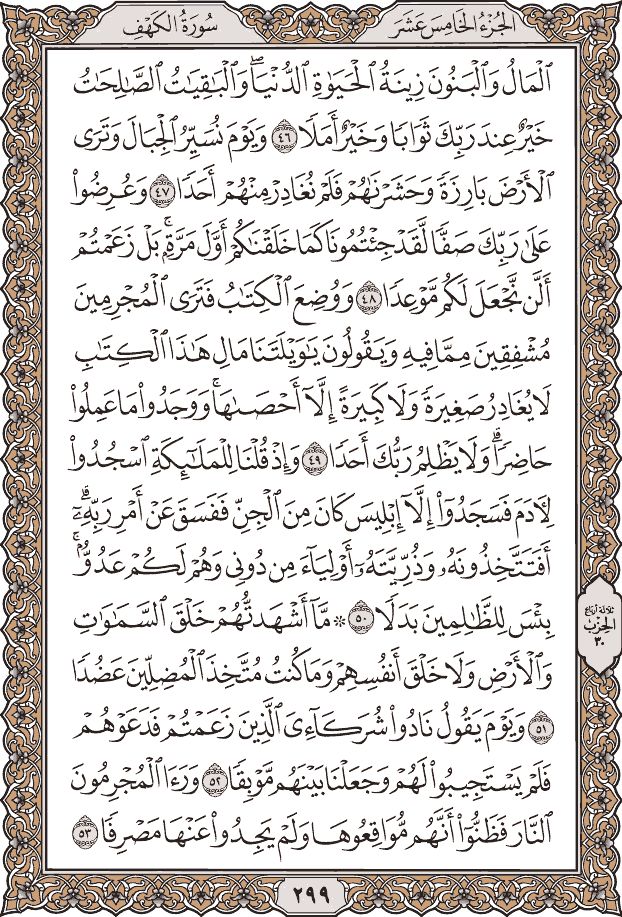 الجُزْءُ الخَامِسَ عَشَرَ
سُورَةُ الكَهْفِ
ٱلْمَالُ وَٱلْبَنُونَ زِينَةُ ٱلْحَيَوٰةِ ٱلدُّنْيَاۖ وَٱلْبَٰقِيَٰتُ ٱلصَّٰلِحَٰتُ
خَيْرٌ عِندَ رَبِّكَ ثَوَابًا وَخَيْرٌ أَمَلًا ٤٦ وَيَوْمَ نُسَيِّرُ ٱلْجِبَالَ وَتَرَى
ٱلْأَرْضَ بَارِزَةً وَحَشَرْنَٰهُمْ فَلَمْ نُغَادِرْ مِنْهُمْ أَحَدًا ٤٧ وَعُرِضُوا۟
عَلَىٰ رَبِّكَ صَفًّا لَّقَدْ جِئْتُمُونَا كَمَا خَلَقْنَٰكُمْ أَوَّلَ مَرَّةٍۭۚ بَلْ زَعَمْتُمْ
أَلَّن نَّجْعَلَ لَكُم مَّوْعِدًا ٤٨ وَوُضِعَ ٱلْكِتَٰبُ فَتَرَى ٱلْمُجْرِمِينَ
مُشْفِقِينَ مِمَّا فِيهِ وَيَقُولُونَ يَٰوَيْلَتَنَا مَالِ هَٰذَا ٱلْكِتَٰبِ
لَا يُغَادِرُ صَغِيرَةً وَلَا كَبِيرَةً إِلَّآ أَحْصَىٰهَاۚ وَوَجَدُوا۟ مَا عَمِلُوا۟
حَاضِرًاۗ وَلَا يَظْلِمُ رَبُّكَ أَحَدًا ٤٩ وَإِذْ قُلْنَا لِلْمَلَٰٓئِكَةِ ٱسْجُدُوا۟
لِءَادَمَ فَسَجَدُوٓا۟ إِلَّآ إِبْلِيسَ كَانَ مِنَ ٱلْجِنِّ فَفَسَقَ عَنْ أَمْرِ رَبِّهِۦٓۗ
أَفَتَتَّخِذُونَهُۥ وَذُرِّيَّتَهُۥٓ أَوْلِيَآءَ مِن دُونِى وَهُمْ لَكُمْ عَدُوٌّۢۚ
بِئْسَ لِلظَّٰلِمِينَ بَدَلًا ٥٠ ۞ مَّآ أَشْهَدتُّهُمْ خَلْقَ ٱلسَّمَٰوَٰتِ
وَٱلْأَرْضِ وَلَا خَلْقَ أَنفُسِهِمْ وَمَا كُنتُ مُتَّخِذَ ٱلْمُضِلِّينَ عَضُدًا
٥١ وَيَوْمَ يَقُولُ نَادُوا۟ شُرَكَآءِىَ ٱلَّذِينَ زَعَمْتُمْ فَدَعَوْهُمْ
فَلَمْ يَسْتَجِيبُوا۟ لَهُمْ وَجَعَلْنَا بَيْنَهُم مَّوْبِقًا ٥٢ وَرَءَا ٱلْمُجْرِمُونَ
ٱلنَّارَ فَظَنُّوٓا۟ أَنَّهُم مُّوَاقِعُوهَا وَلَمْ يَجِدُوا۟ عَنْهَا مَصْرِفًا ٥٣
ثلاثة أرباع
الحزب
٣٠
٢٩٩